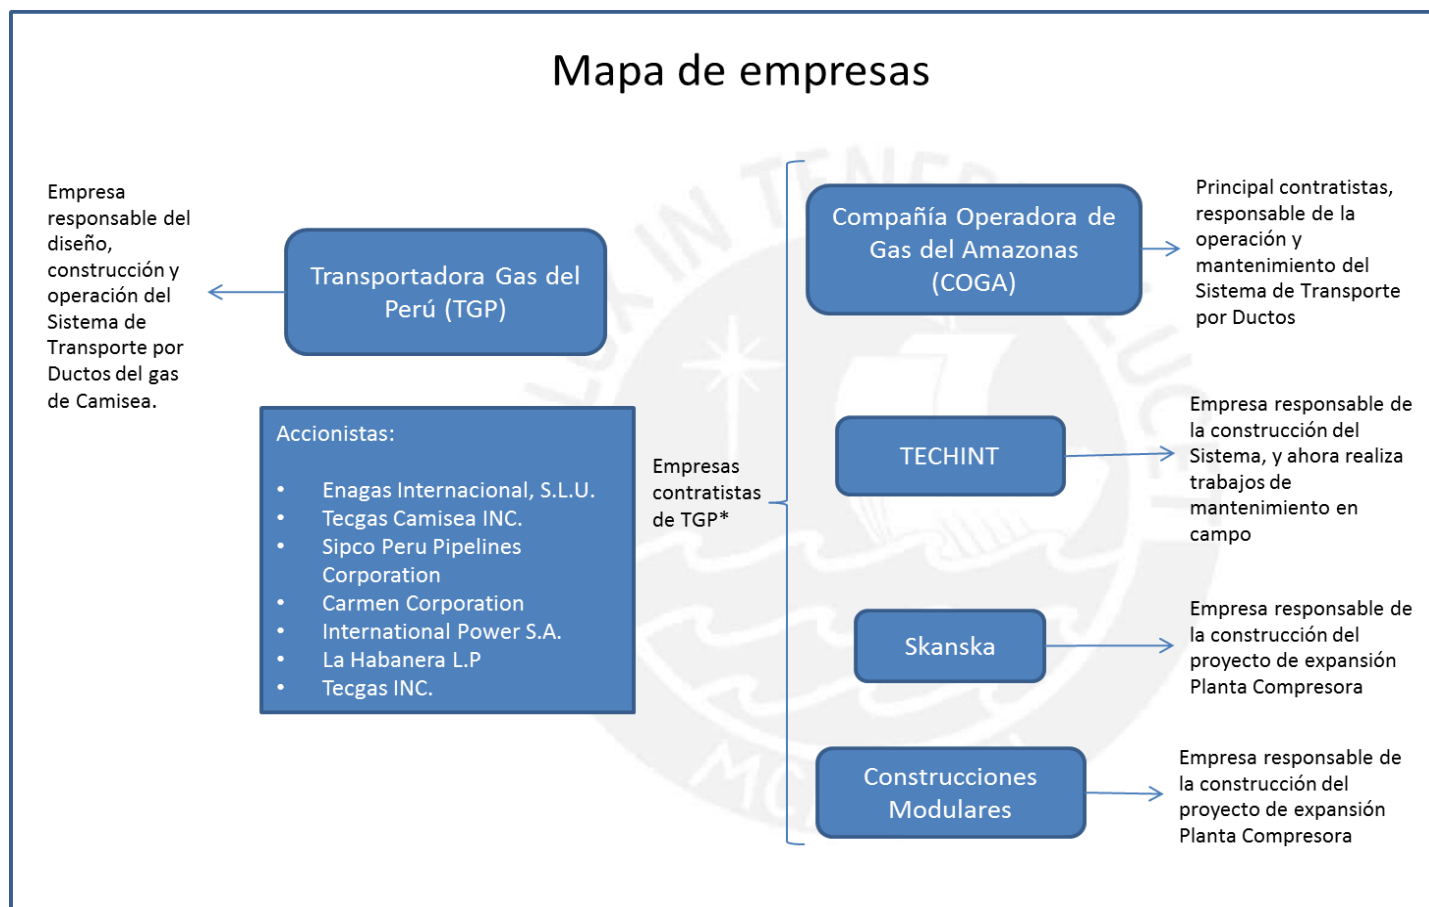 Mapa de empresas
Empresa
responsable del
diseño,
construcción y
operación del
Sistema de
Transporte por
Ductos del gas
de Camisea.
Transportadora Gas del
Perú (TGP)
Accionistas:
• Enagas Internacional, S.L.U.
• Tecgas Camisea INC.
• Sipco Peru Pipelines
Corporation
• Carmen Corporation
• International Power S.A.
• La Habanera L.P
• Tecgas INC.
Empresas
contratistas
de TGP*
Compañía Operadora de
Gas del Amazonas
(COGA)
Principal contratistas,
responsable de la
operación y
mantenimiento del
Sistema de Transporte
por Ductos
TECHINT
Empresa responsable de
la construcción del
Sistema, y ahora realiza
trabajos de
mantenimiento en
campo
Skanska
Empresa responsable de
la construcción del
proyecto de expansión
Planta Compresora
Construcciones
Modulares
Empresa responsable de
la construcción del
proyecto de expansión
Planta Compresora